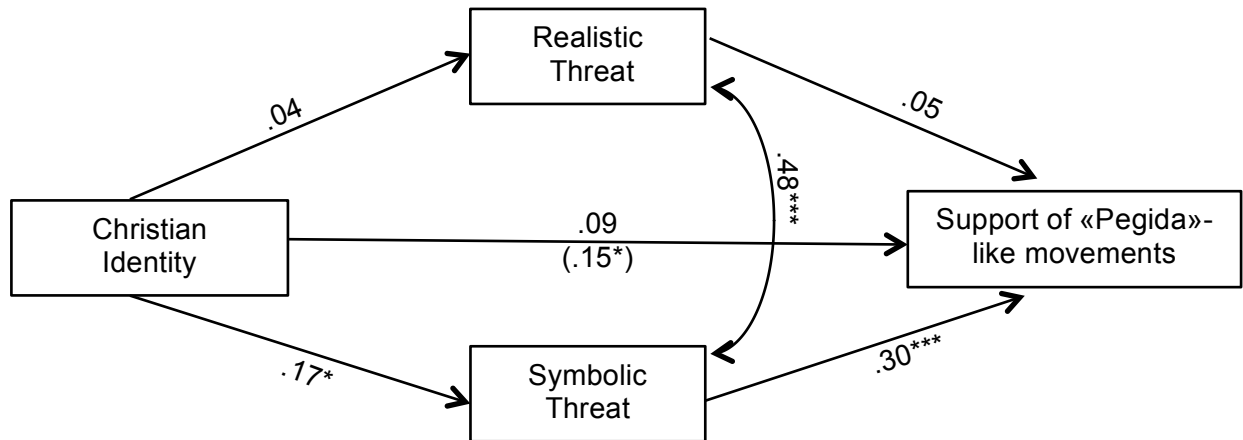 Realistic
Threat
.04
.05
.48***
Christian
Identity
.09
(.15*)
Support of «Pegida»-
like movements
.17*
.30***
Symbolic
Threat